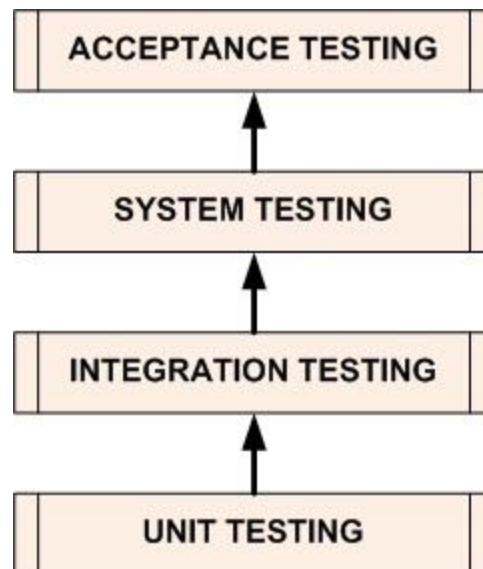 ACCEPTANCE TESTING
SYSTEM TESTING
INTEGRATION TESTING
UNIT TESTING